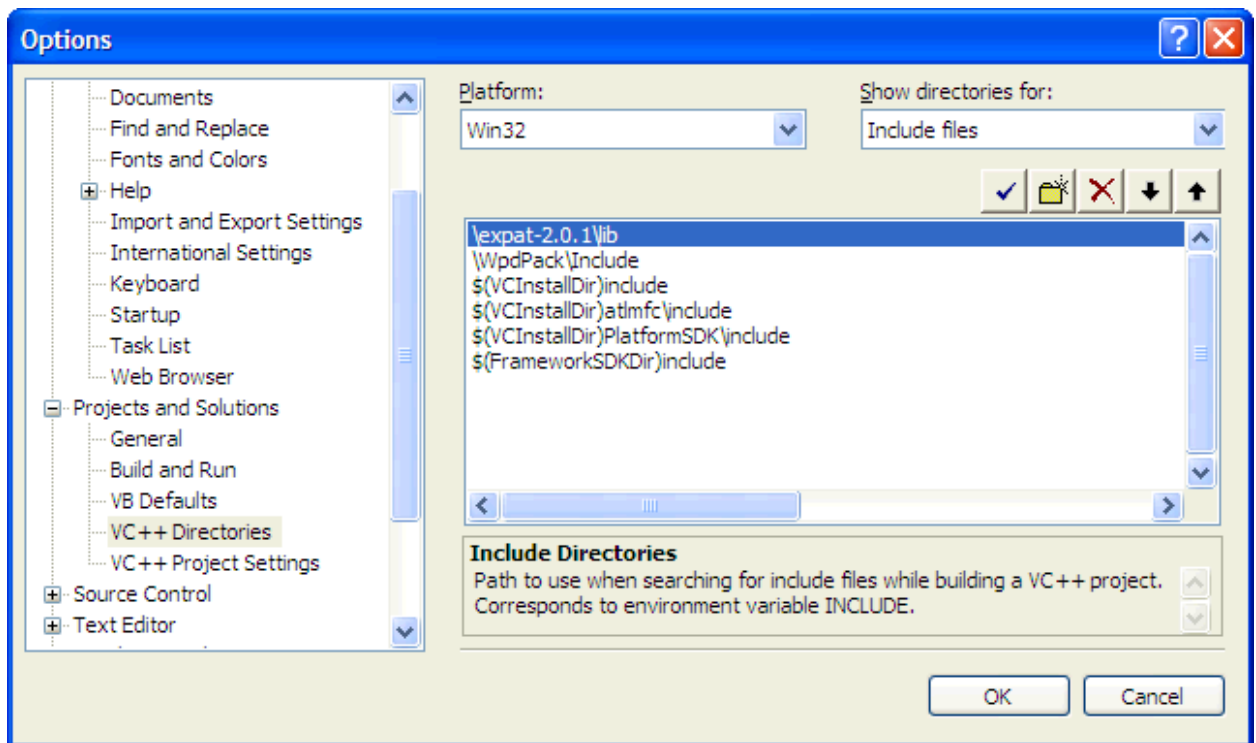 Options
Documents
Find and Replace
Fonts and Colors
Help
Import and Export Settings
International Settings
Keyboard
Startup
Task List
Web Browser
Projects and Solutions
General
Build and Run
VB Defaults
VC++ Directories
VC++ Project Settings
Source Control
Text Editor
Platform:
Win32
Show directories for:
Include files
\expat-2.0.1\lib
\WpdPack\Include
$(VCInstallDir)include
$(VCInstallDir)atlmfc\include
$(VCInstallDir)PlatformSDK\include
$(FrameworkSDKDir)include
Include Directories
Path to use when searching for include files while building a VC++ project.
Corresponds to environment variable INCLUDE.
OK
Cancel